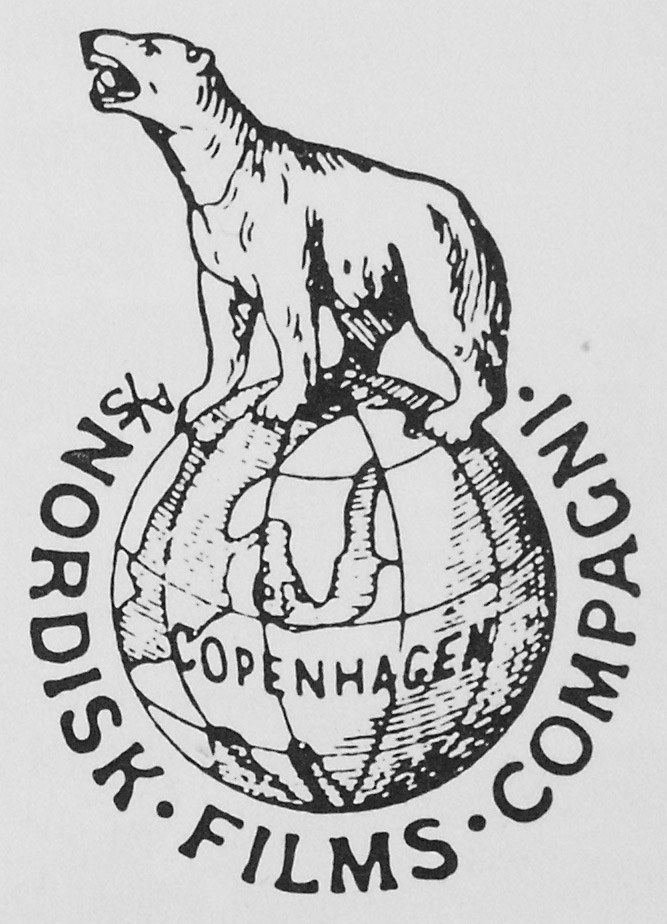 A/S NORDISK · FILMS · COMPAGNI ·
COPENHAGEN